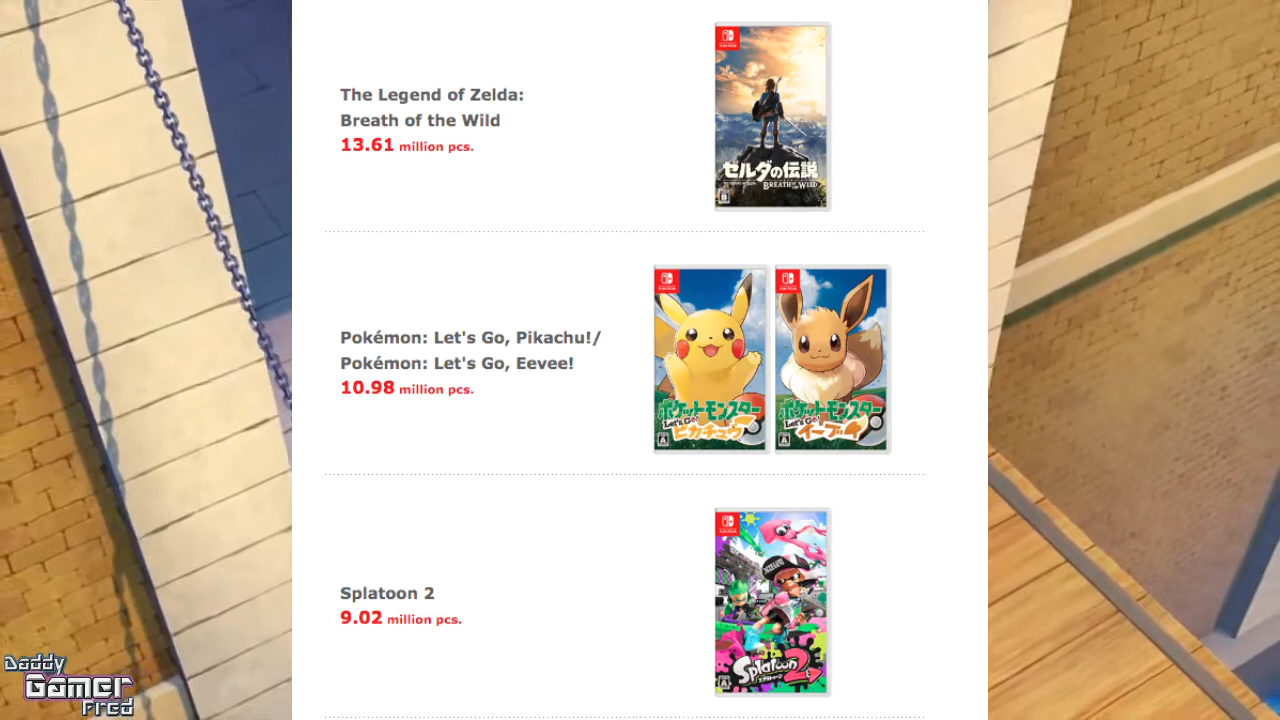 The Legend of Zelda:
Breath of the Wild
13.61 million pcs.
ゼルダの伝説
BREATH OF THE WILD
Pokémon: Let's Go, Pikachu!/
Pokémon: Let's Go, Eevee!
10.98 million pcs.
ポケットモンスター
Let's Go!
ピカチュウ
ポケットモンスター
Let's Go!
イーブイ
Splatoon 2
9.02 million pcs.
Splatoon 2
Daddy
Gamer
Fred